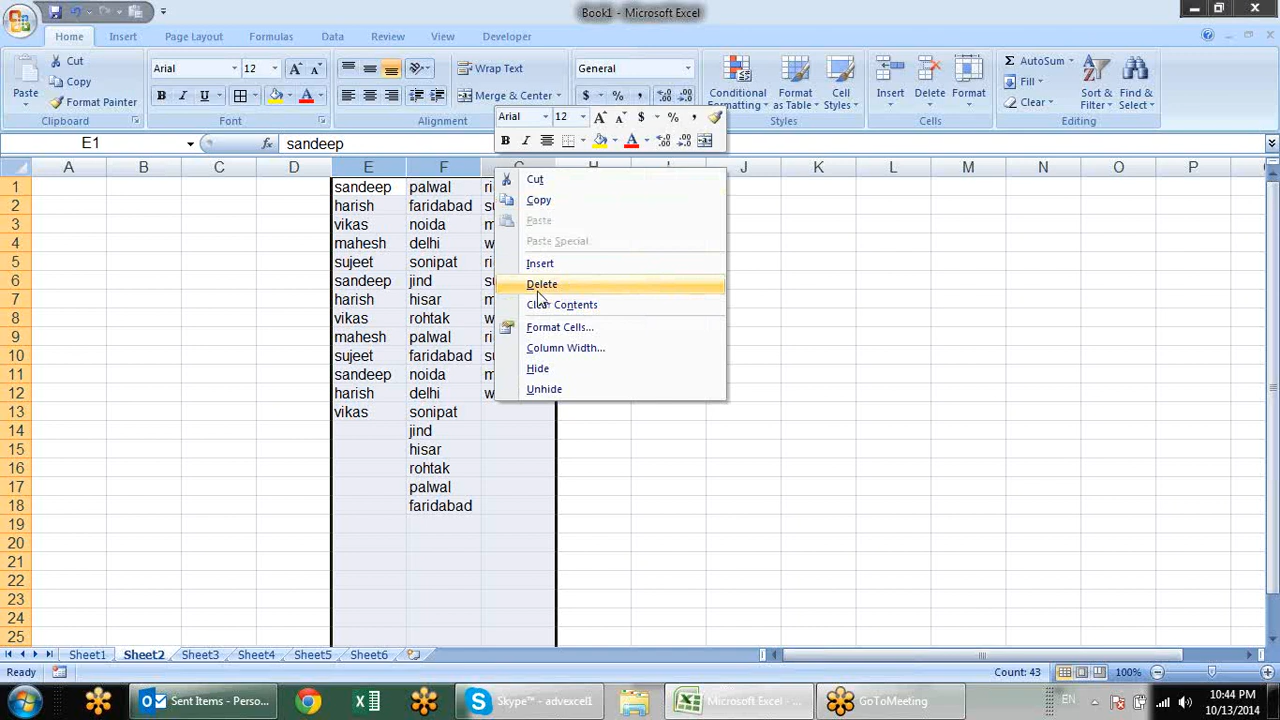 Book1 - Microsoft Excel
Home Insert Page Layout Formulas Data Review View Developer
Paste Cut Copy Format Painter Clipboard
Arial 12 Font
Wrap Text Merge & Center Alignment
General
Conditional Formatting Format as Table Cell Styles Styles
Insert Delete Format Cells
AutoSum Fill Clear Sort & Filter Find & Select Editing
Arial 12
E1 sandeep
A B C D E F G H K L M N O P
1 sandeep palwal
2 harish faridabad
3 vikas noida
4 mahesh delhi
5 sujeet sonipat
6 sandeep jind
7 harish hisar
8 vikas rohtak
9 mahesh palwal
10 sujeet faridabad
11 sandeep noida
12 harish delhi
13 vikas sonipat
14 jind
15 hisar
16 rohtak
17 palwal
18 faridabad
19
20
21
22
23
24
25
Cut
Copy
Paste
Paste Special
Insert
Delete
Clear Contents
Format Cells...
Column Width...
Hide
Unhide
Sheet1 Sheet2 Sheet3 Sheet4 Sheet5 Sheet6
Ready Count: 43 100%
Sent Items - Perso... Skype™ - advexcel1 Microsoft Excel - ... GoToMeeting EN 10:44 PM
10/13/2014